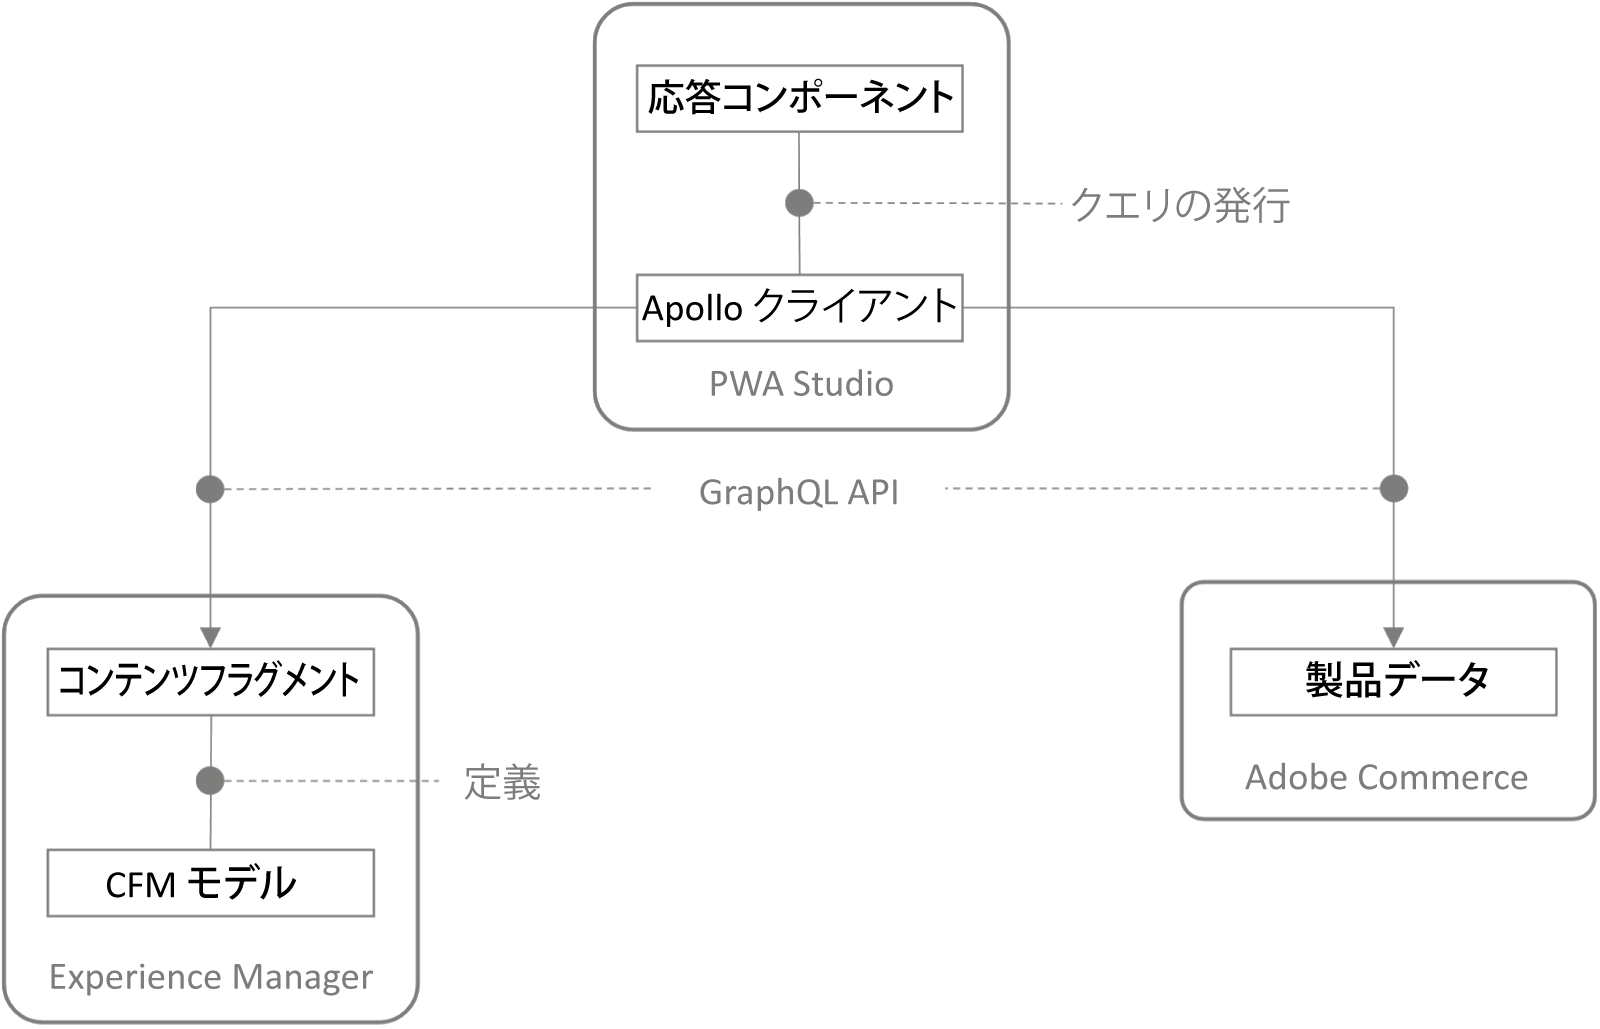 応答コンポーネント
クエリの発行
Apollo クライアント
PWA Studio
GraphQL API
コンテンツフラグメント
定義
CFM モデル
Experience Manager
製品データ
Adobe Commerce